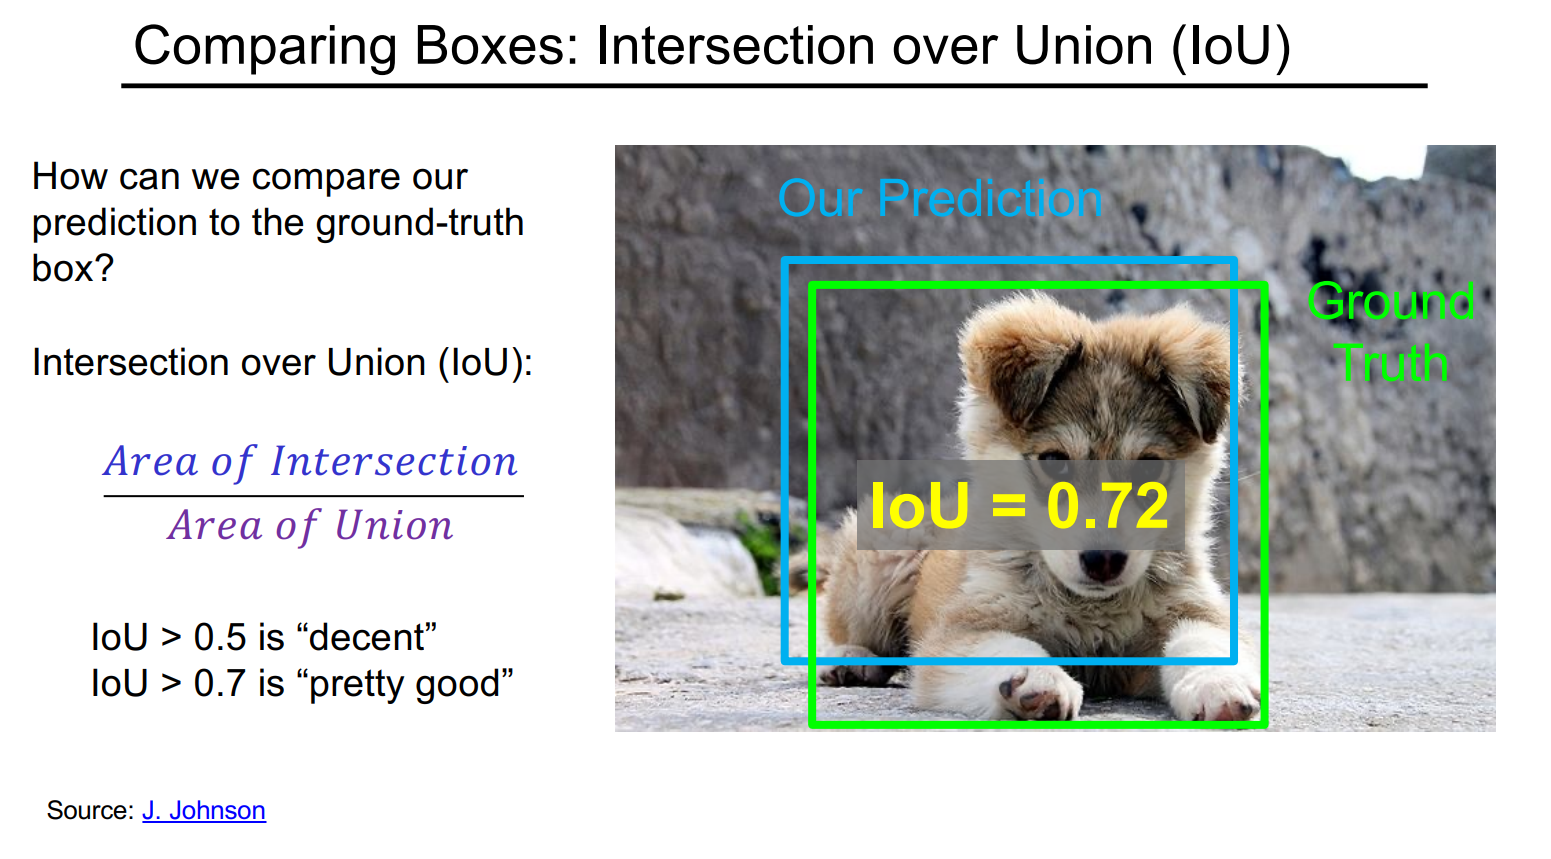 Comparing Boxes: Intersection over Union (IoU)
How can we compare our
prediction to the ground-truth
box?
Intersection over Union (IoU):
Area of Intersection
Area of Union
IoU > 0.5 is “decent”
IoU > 0.7 is “pretty good”
Our Prediction
Ground
Truth
IoU = 0.72
Source: J. Johnson